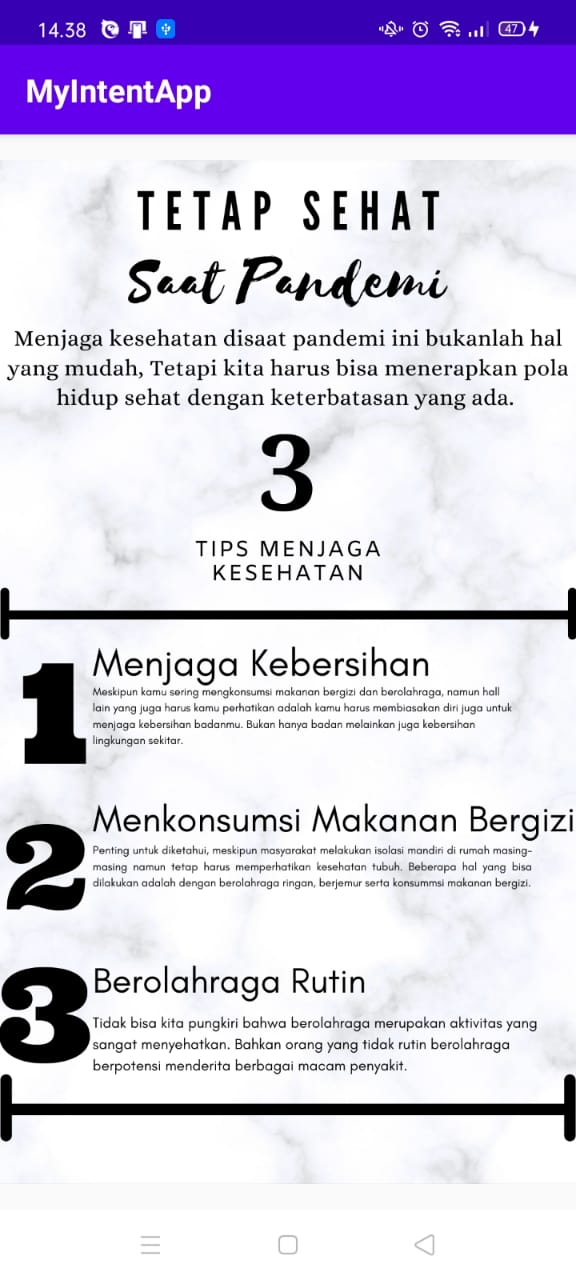 14.38
47
MyIntentApp
TETAP SEHAT
Saat Pandemi
Menjaga kesehatan disaat pandemi ini bukanlah hal
yang mudah, Tetapi kita harus bisa menerapkan pola
hidup sehat dengan keterbatasan yang ada.
3
TIPS MENJAGA
KESEHATAN
1
Menjaga Kebersihan
Meskipun kamu sering mengkonsumsi makanan bergizi dan berolahraga, namun hall
lain yang juga harus kamu perhatikan adalah kamu harus membiasakan diri juga untuk
menjaga kebersihan badanmu. Bukan hanya badan melainkan juga kebersihan
lingkungan sekitar.
2
Menkonsumsi Makanan Bergizi
Penting untuk diketahui, meskipun masyarakat melakukan isolasi mandiri di rumah masing-
masing namun tetap harus memperhatikan kesehatan tubuh. Beberapa hal yang bisa
dilakukan adalah dengan berolahraga ringan, berjemur serta konsummsi makanan bergizi.
3
Berolahraga Rutin
Tidak bisa kita pungkiri bahwa berolahraga merupakan aktivitas yang
sangat menyehatkan. Bahkan orang yang tidak rutin berolahraga
berpotensi menderita berbagai macam penyakit.